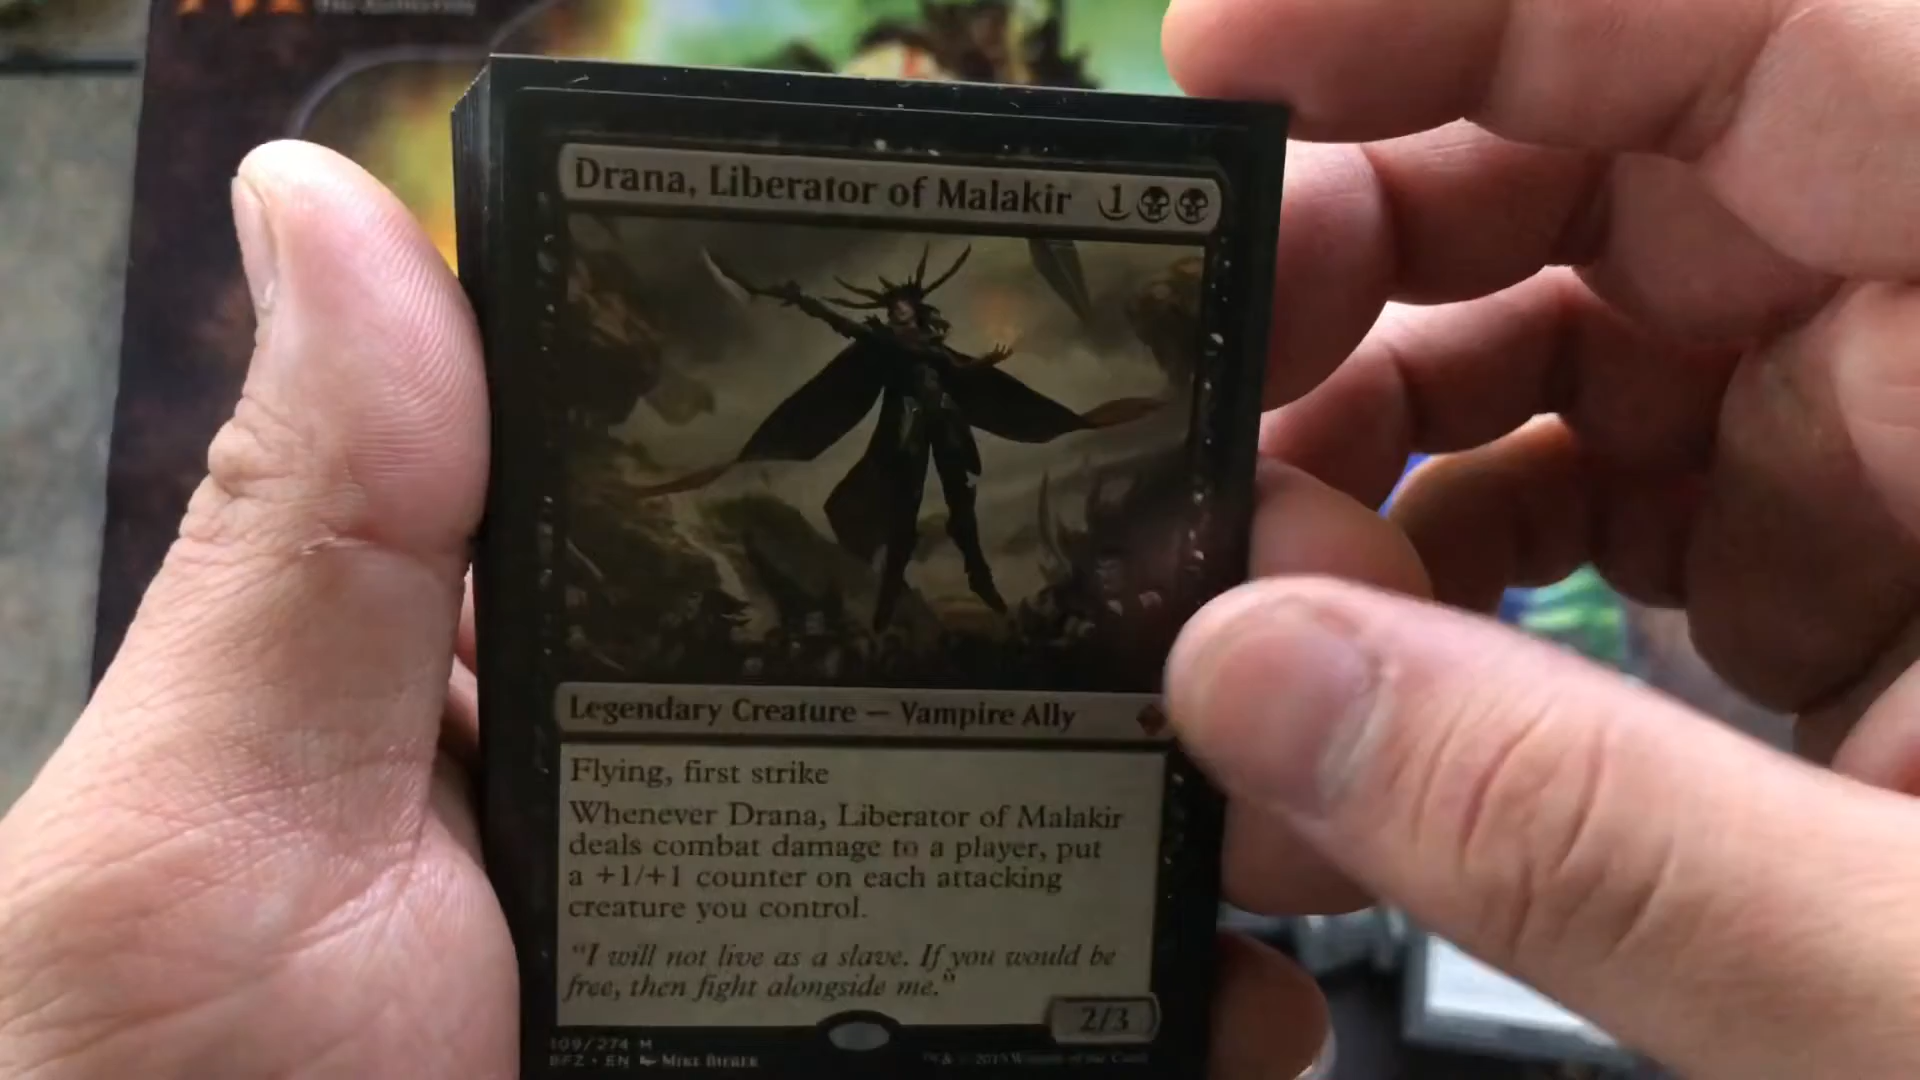 Drana, Liberator of Malakir 1
Legendary Creature — Vampire Ally
Flying, first strike
Whenever Drana, Liberator of Malakir
deals combat damage to a player, put
a +1/+1 counter on each attacking
creature you control.
"I will not live as a slave. If you would be
free, then fight alongside me."
2/3
109/274 M
BFZ • EN